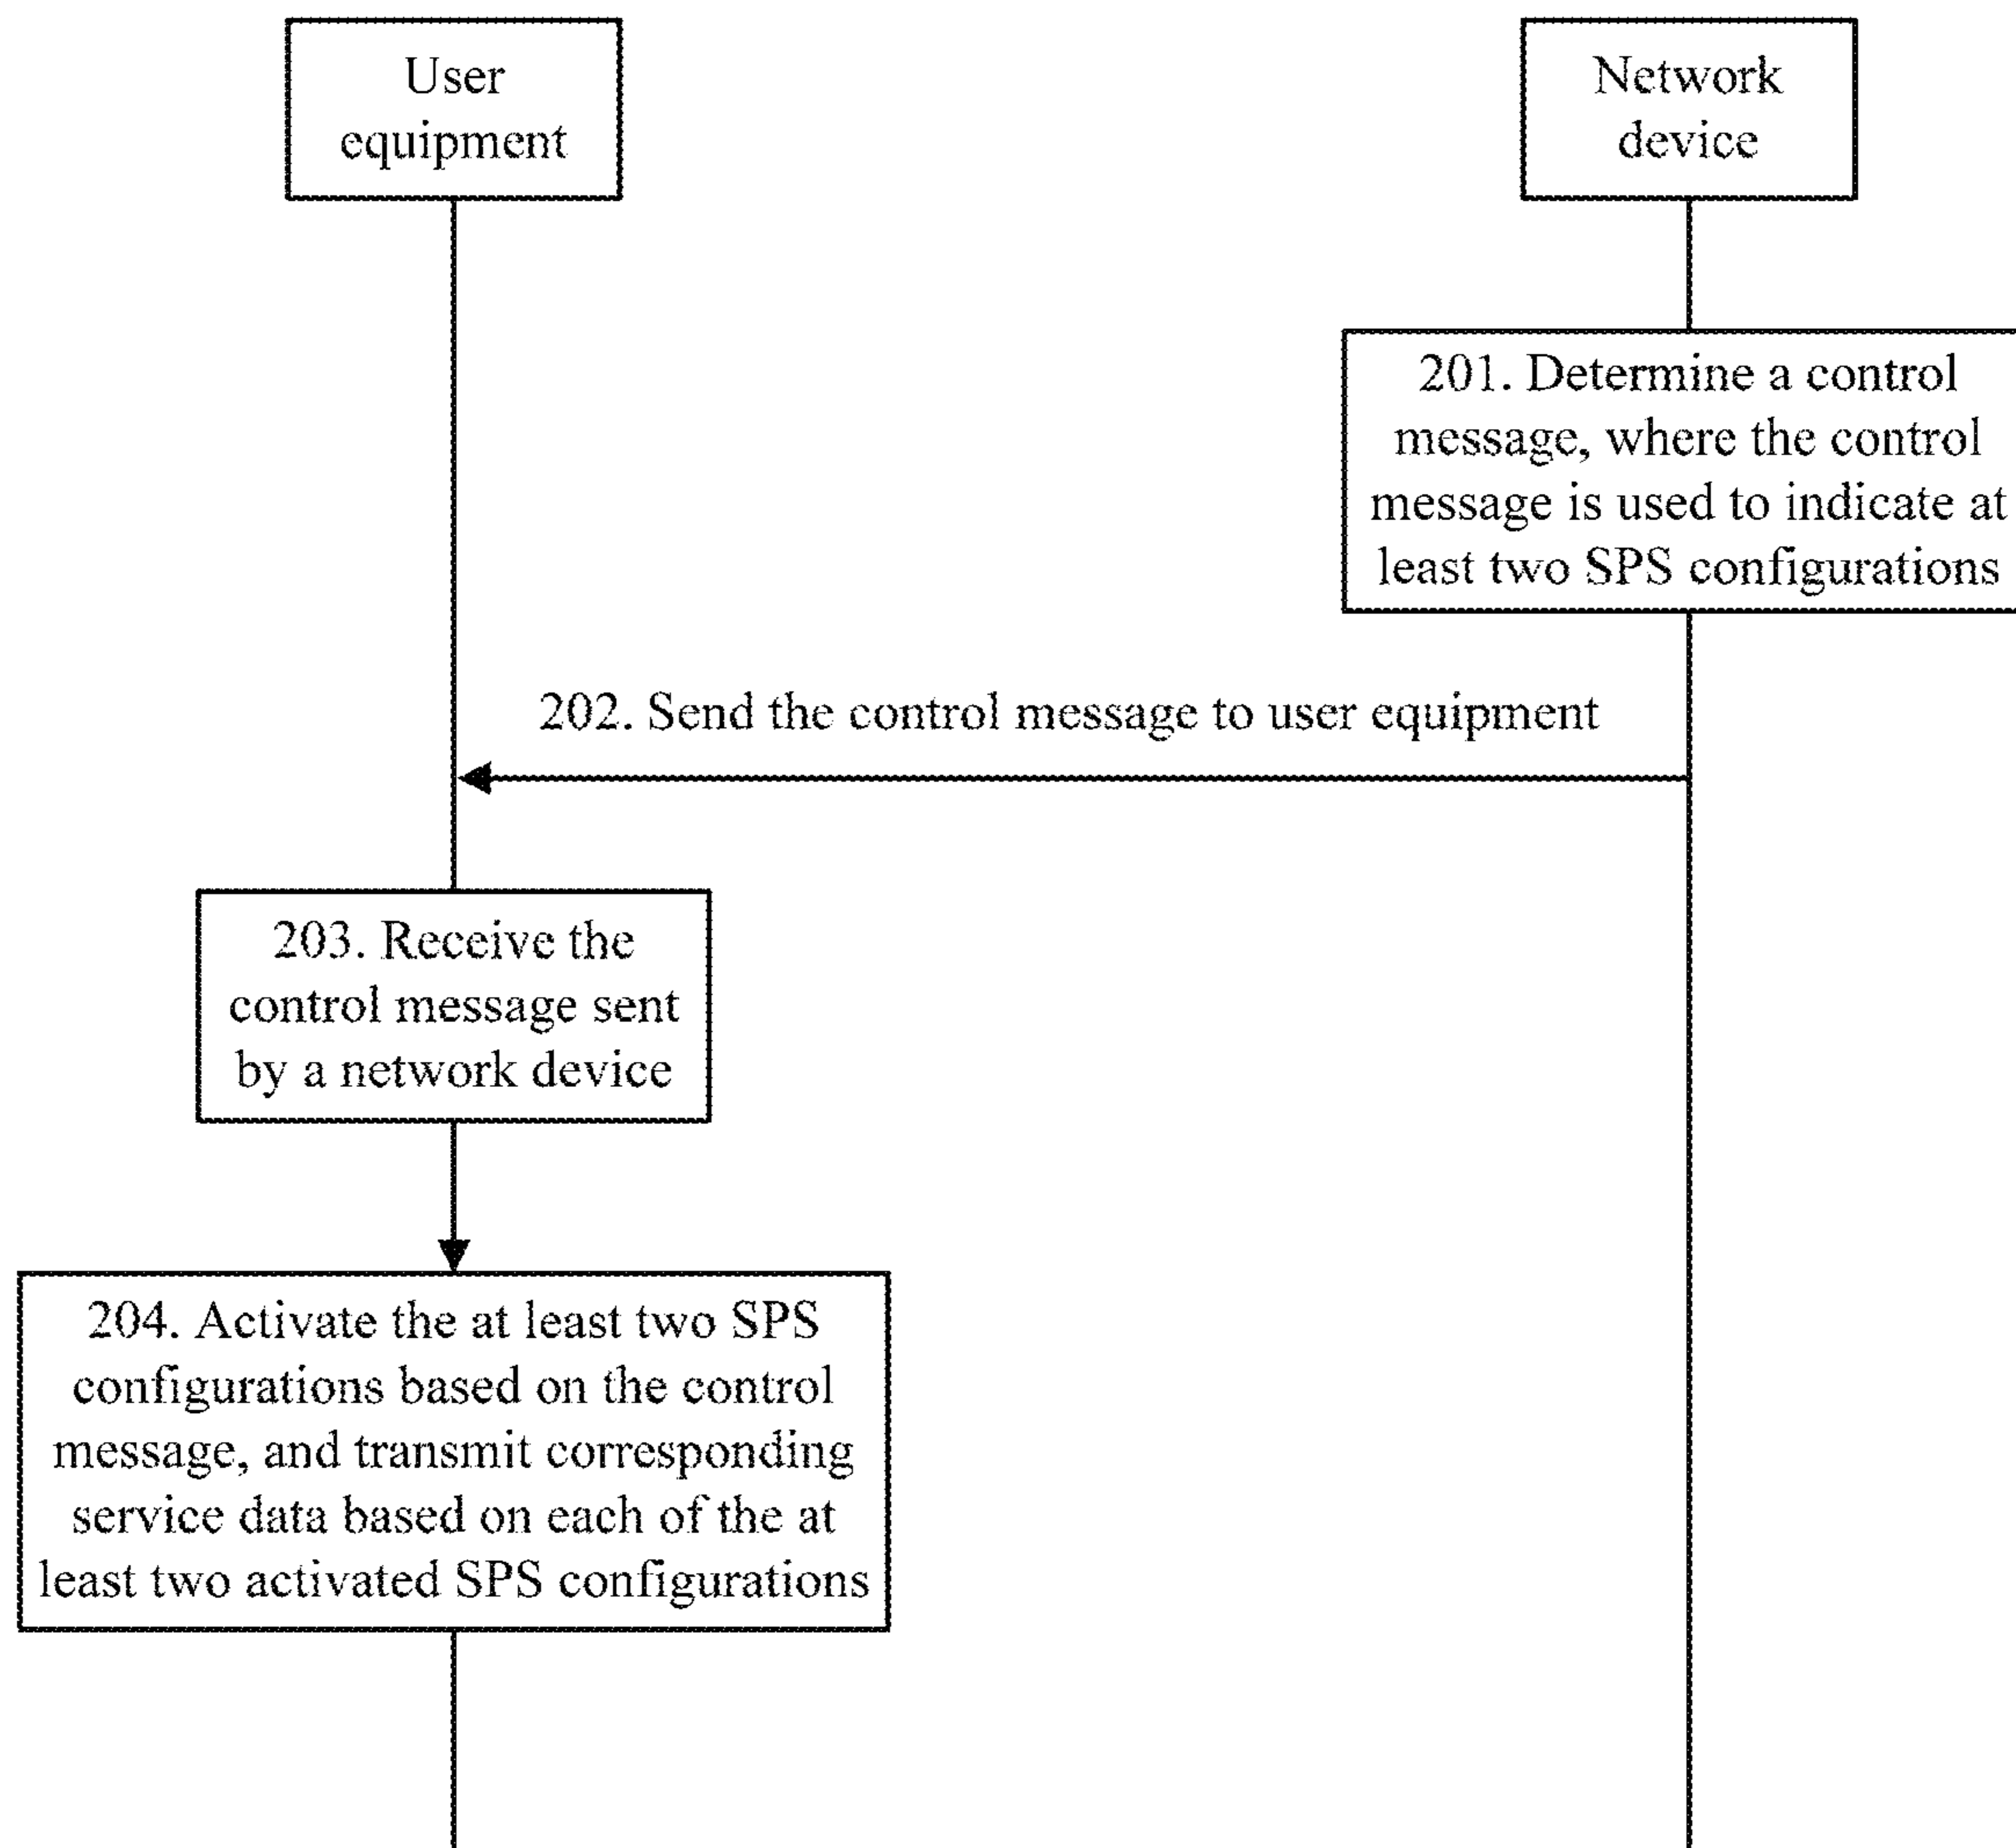 User
equipment
Network
device
201. Determine a control
message, where the control
message is used to indicate at
least two SPS configurations
202. Send the control message to user equipment
203. Receive the
control message sent
by a network device
204. Activate the at least two SPS
configurations based on the control
message, and transmit corresponding
service data based on each of the at
least two activated SPS configurations